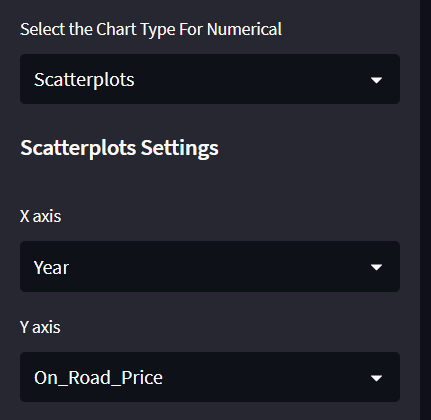 Select the Chart Type For Numerical
Scatterplots
Scatterplots Settings
X axis
Year
Y axis
On_Road_Price